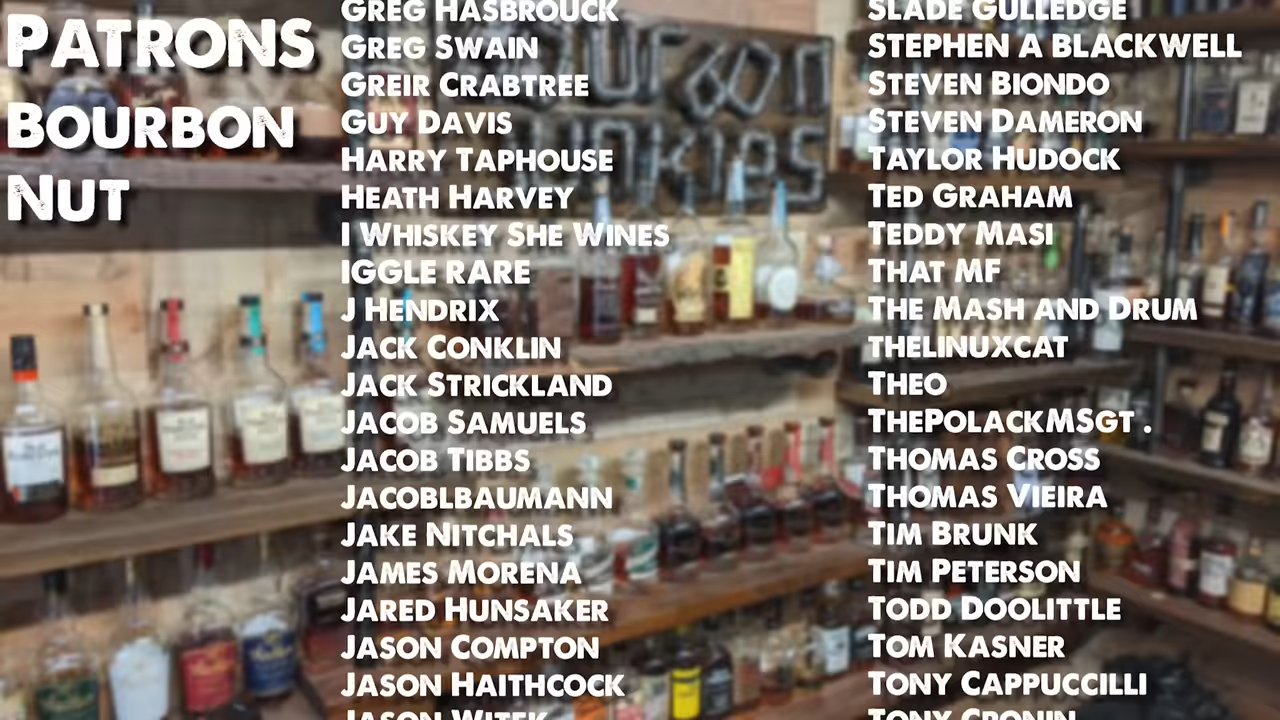 Patrons
Bourbon
Nut
Greg Hasbrouck
Greg Swain
Greir Crabtree
Guy Davis
Harry Taphouse
Heath Harvey
I Whiskey She Wines
Iggle Rare
J Hendrix
Jack Conklin
Jack Strickland
Jacob Samuels
Jacob Tibbs
Jacoblbaumann
Jake Nitchals
James Morena
Jared Hunsaker
Jason Compton
Jason Haithcock
Jason Witek
Slade Gulledge
Stephen A Blackwell
Steven Biondo
Steven Dameron
Taylor Hudock
Ted Graham
Teddy Masi
That MF
The Mash and Drum
thelinuxcat
Theo
ThePolackMSgt .
Thomas Cross
Thomas Vieira
Tim Brunk
Tim Peterson
Todd Doolittle
Tom Kasner
Tony Cappuccilli
Tony Cronin